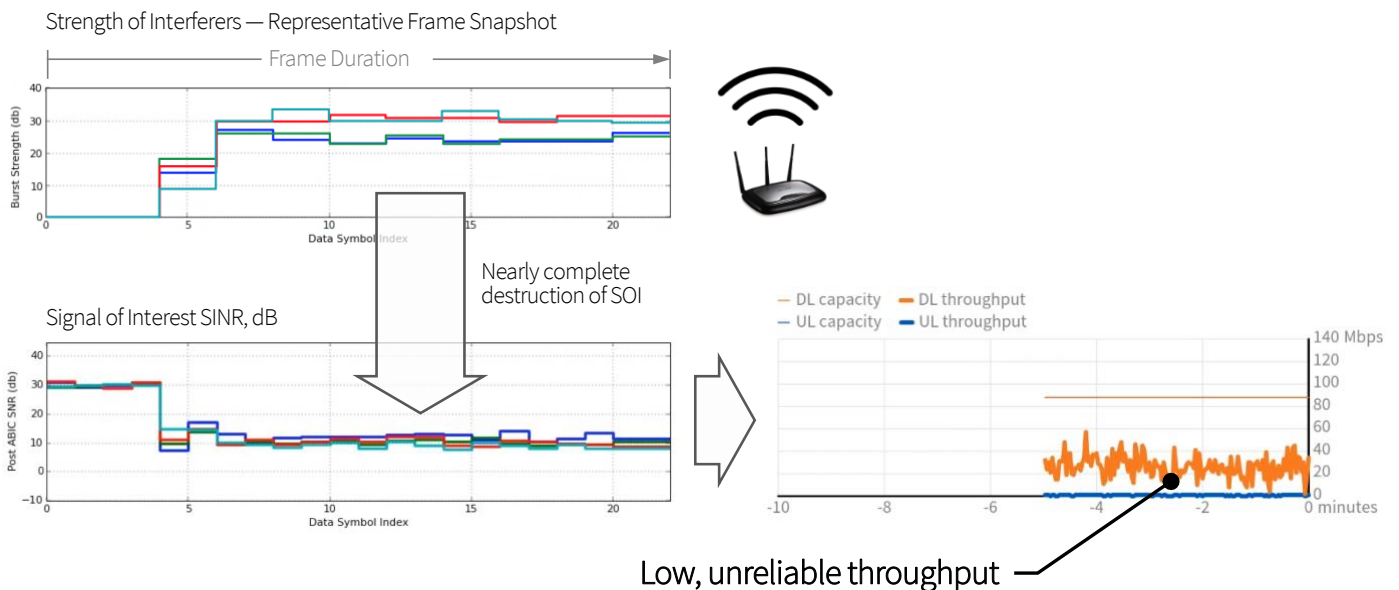 Strength of Interferers — Representative Frame Snapshot
Frame Duration
40
30
20
10
0
Burst Strength (db)
0 5 10 15 20
Data Symbol Index
Nearly complete
destruction of SOI
Signal of Interest SINR, dB
40
30
20
10
0
−10
Post ABIC SNR (db)
0 5 10 15 20
Data Symbol Index
DL capacity DL throughput
UL capacity UL throughput
140 Mbps
120
100
80
60
40
20
0
-10 -8 -6 -4 -2 0 minutes
Low, unreliable throughput